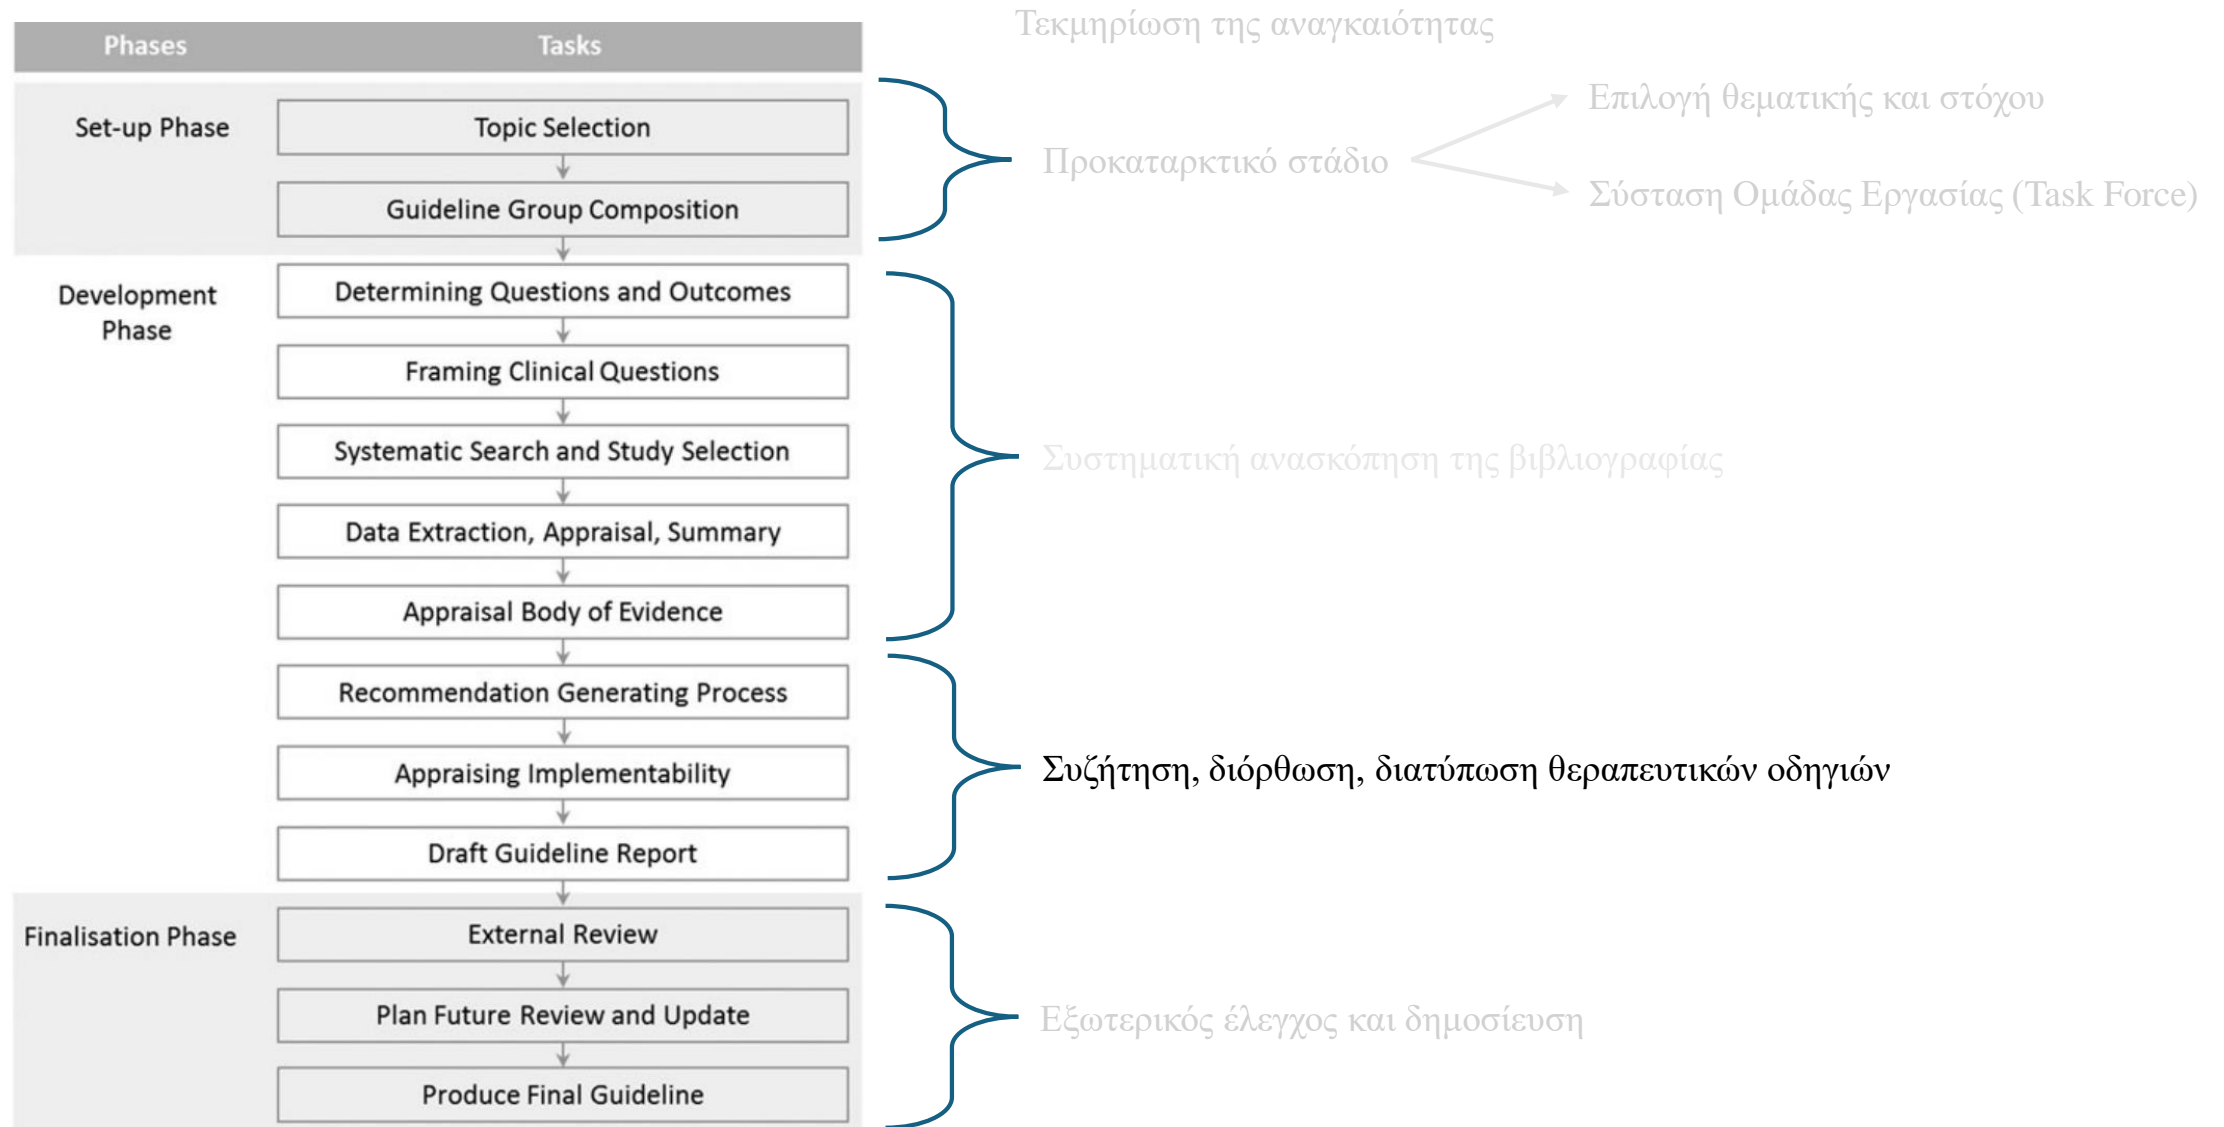 Phases Tasks
Set-up Phase
Topic Selection
Guideline Group Composition
Development
Phase
Determining Questions and Outcomes
Framing Clinical Questions
Systematic Search and Study Selection
Data Extraction, Appraisal, Summary
Appraisal Body of Evidence
Recommendation Generating Process
Appraising Implementability
Draft Guideline Report
Finalisation Phase
External Review
Plan Future Review and Update
Produce Final Guideline
Τεκμηρίωση της αναγκαιότητας
Προκαταρκτικό στάδιο
Επιλογή θεματικής και στόχου
Σύσταση Ομάδας Εργασίας (Task Force)
Συστηματική ανασκόπηση της βιβλιογραφίας
Συζήτηση, διόρθωση, διατύπωση θεραπευτικών οδηγιών
Εξωτερικός έλεγχος και δημοσίευση